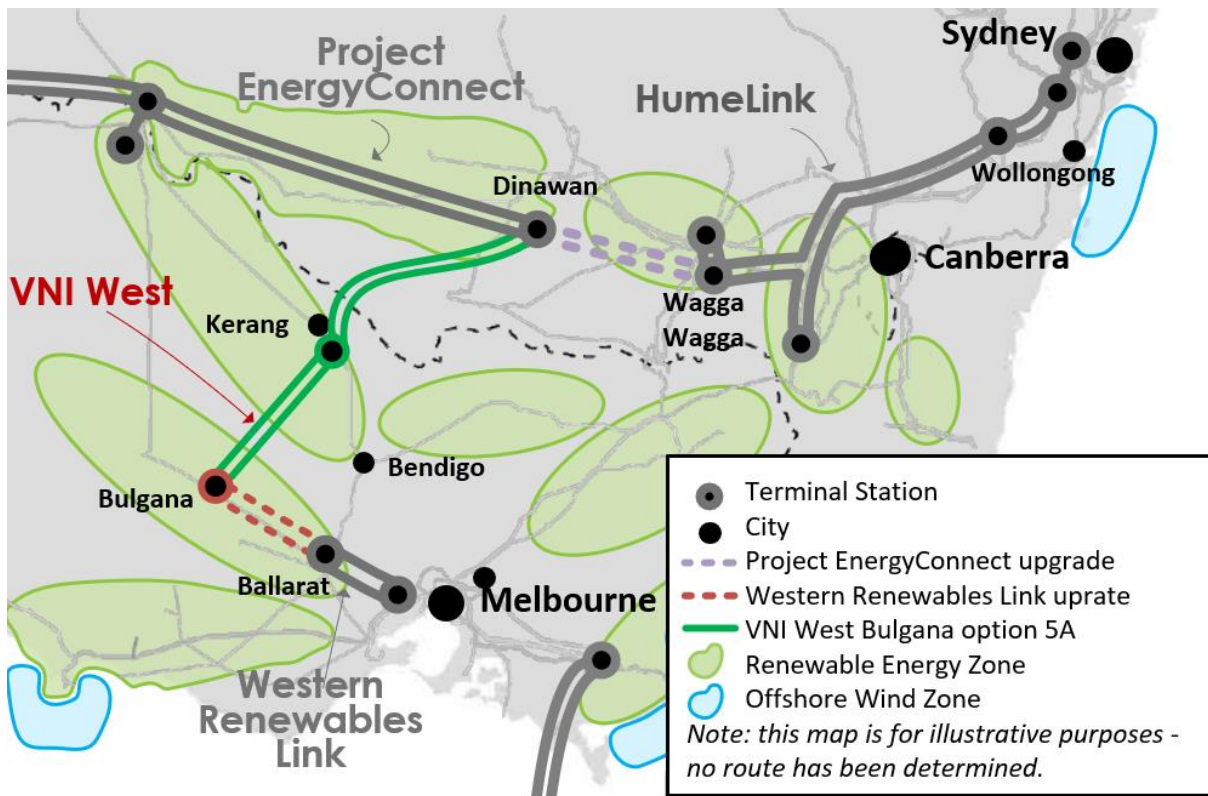 Sydney
Project
EnergyConnect
HumeLink
Wollongong
Dinawan
Canberra
VNI West
Kerang
Wagga
Wagga
Bendigo
Bulgana
Ballarat
Melbourne
Western
Renewables
Link
Terminal Station
City
Project EnergyConnect upgrade
Western Renewables Link uprate
VNI West Bulgana option 5A
Renewable Energy Zone
Offshore Wind Zone
Note: this map is for illustrative purposes -
no route has been determined.